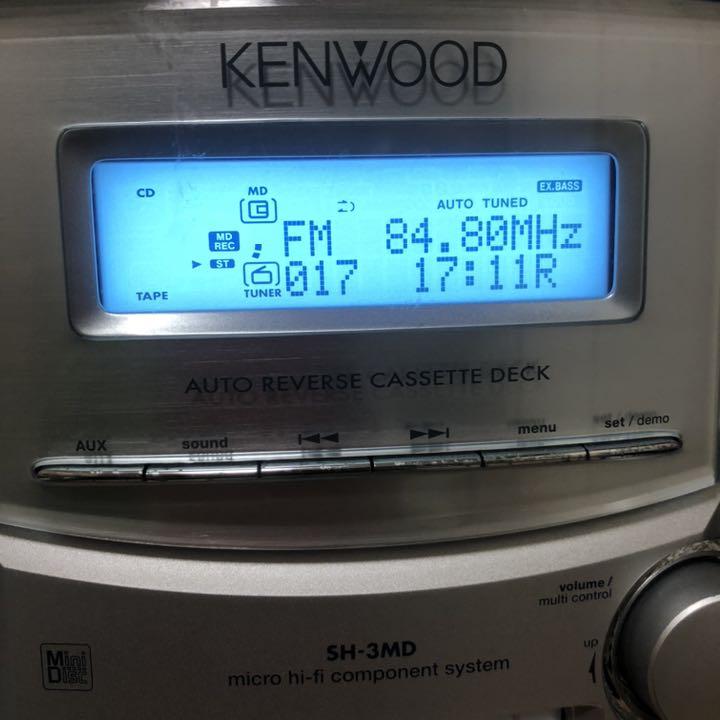 KENWOOD
CD
MD
EX.BASS
AUTO TUNED
MD REC
FM 84.80MHz
ST
017 17:11R
TAPE
TUNER
AUTO REVERSE CASSETTE DECK
AUX sound menu set / demo
volume /
multi control
up
Mini
Disc
SH-3MD
micro hi-fi component system